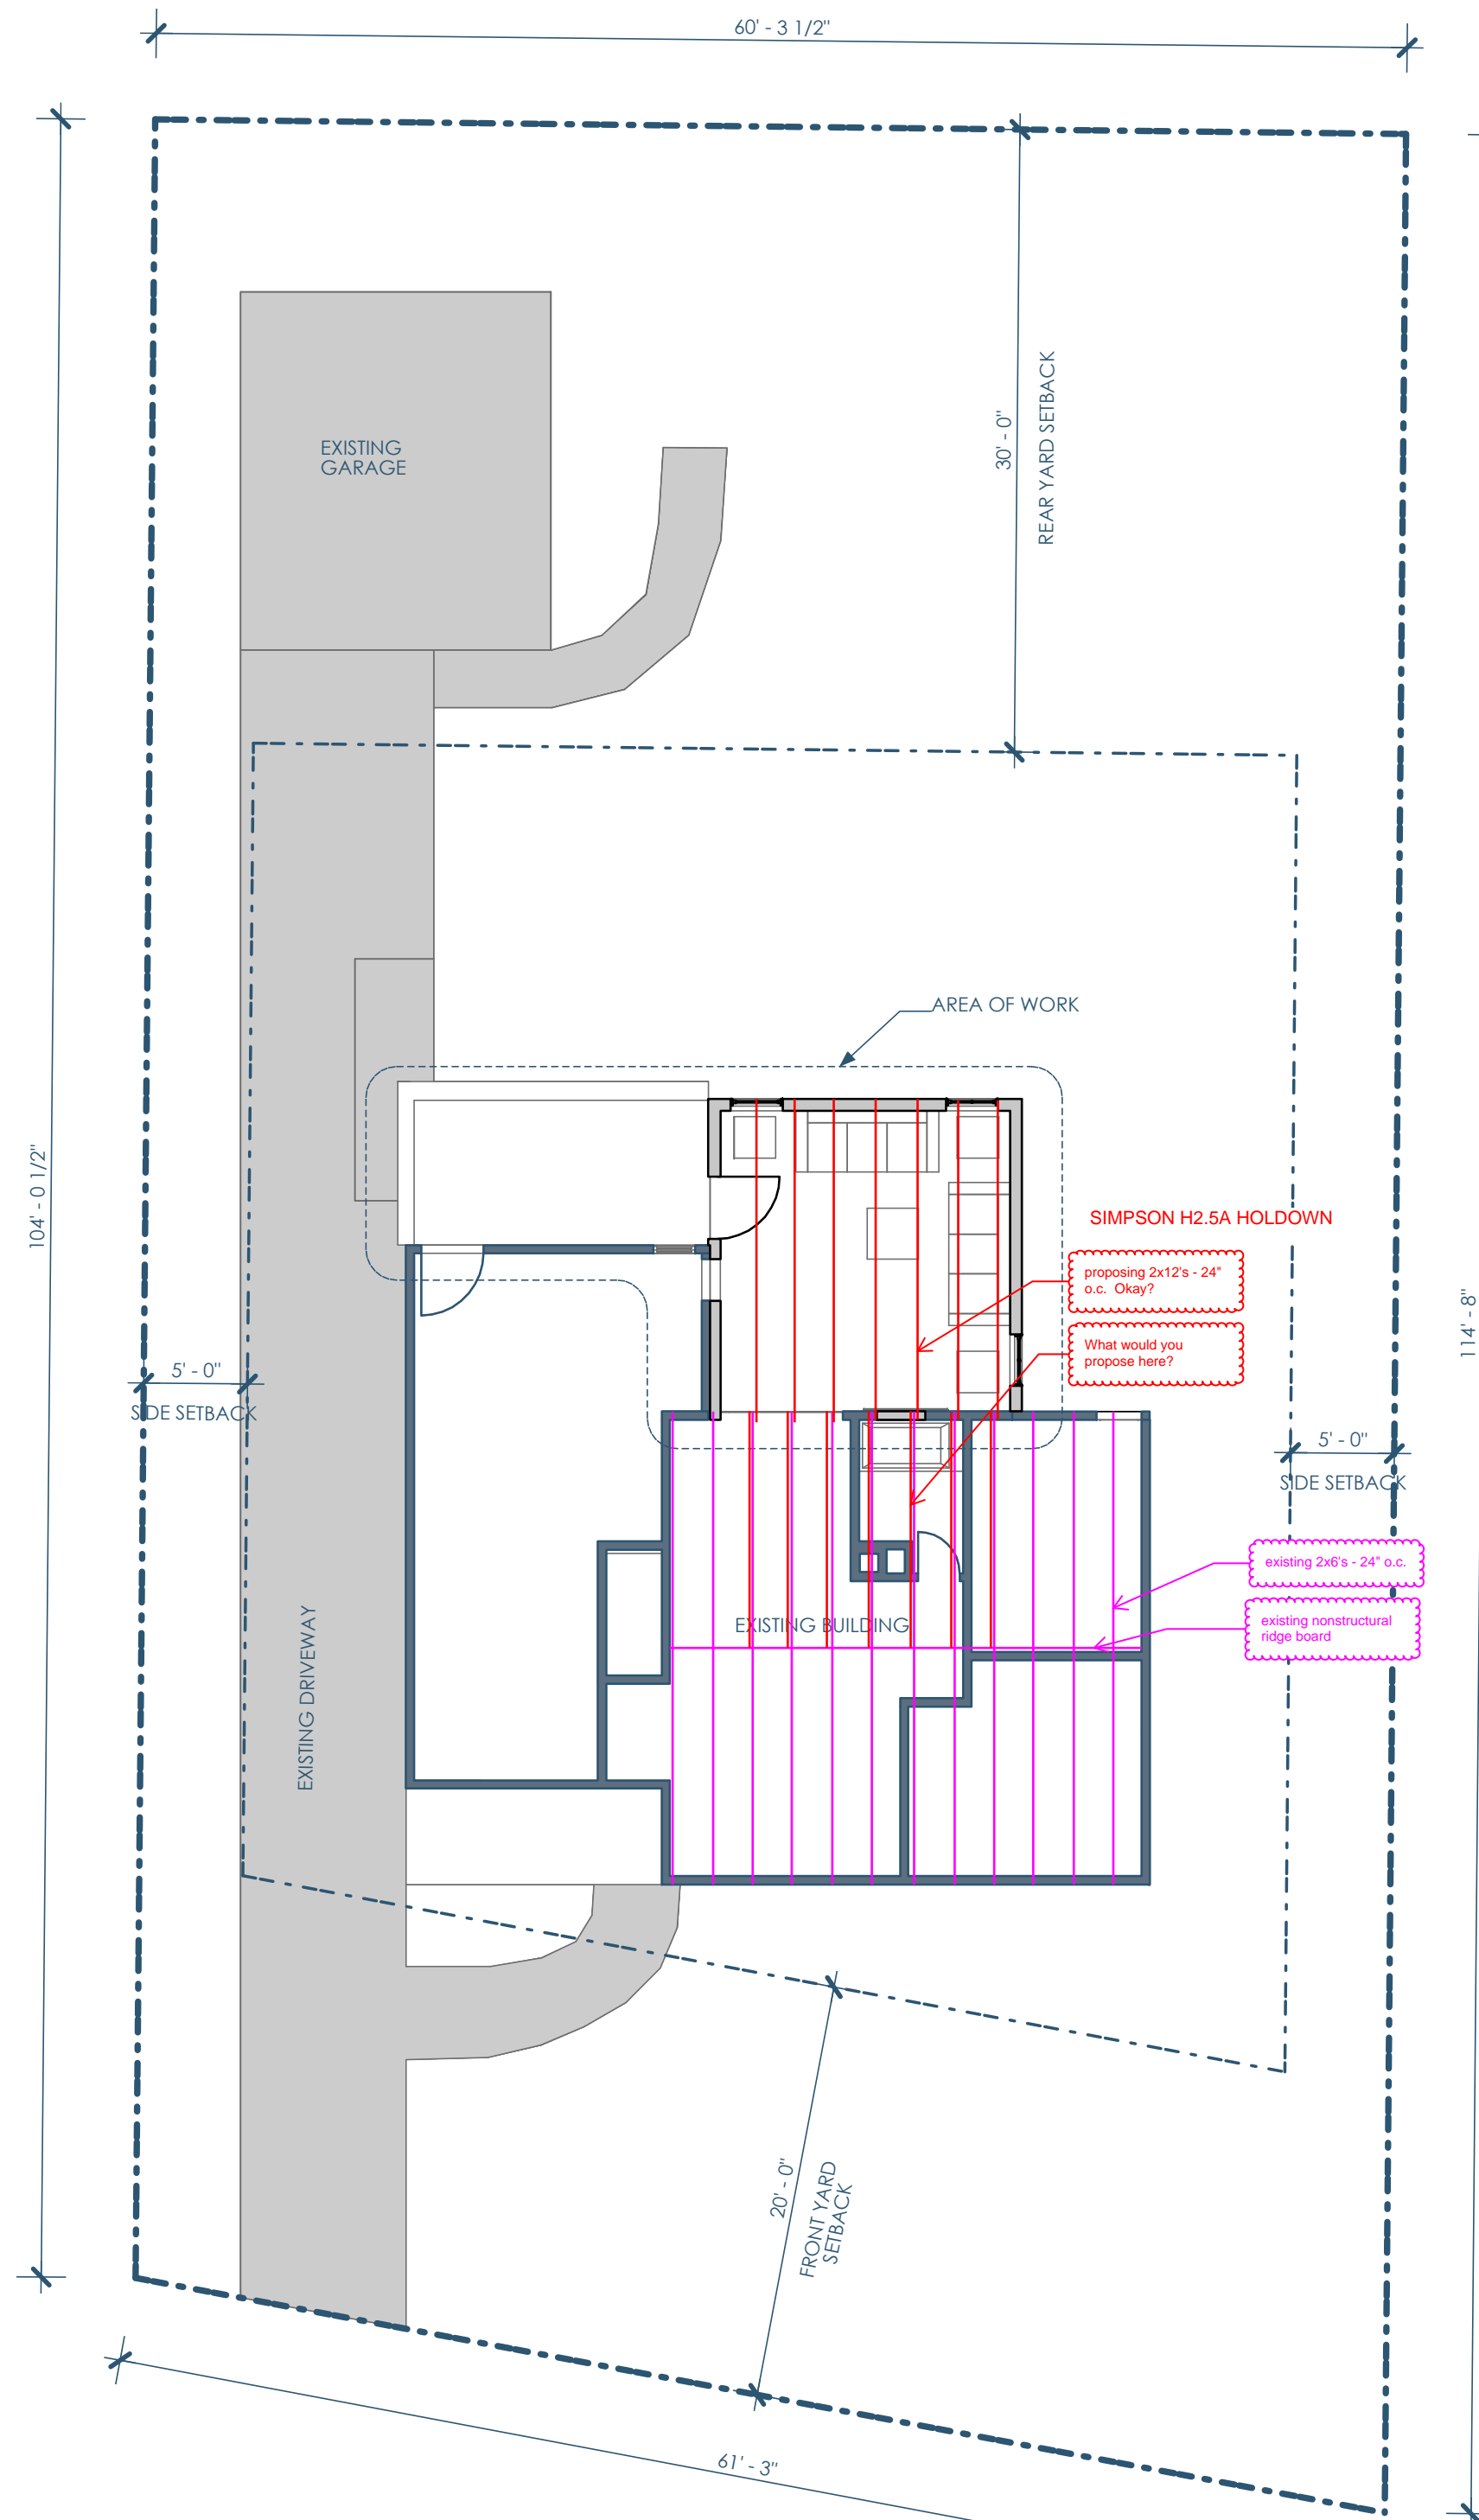 60' - 3 1/2"
EXISTING
GARAGE
30' - 0"
REAR YARD SETBACK
AREA OF WORK
104' - 0 1/2"
SIMPSON H2.5A HOLDOWN
proposing 2x12's - 24"
o.c. Okay?
What would you
propose here?
114' - 8"
5' - 0"
SIDE SETBACK
5' - 0"
SIDE SETBACK
existing 2x6's - 24" o.c.
existing nonstructural
ridge board
EXISTING BUILDING
EXISTING DRIVEWAY
20' - 0"
FRONT YARD
SETBACK
61' - 3"